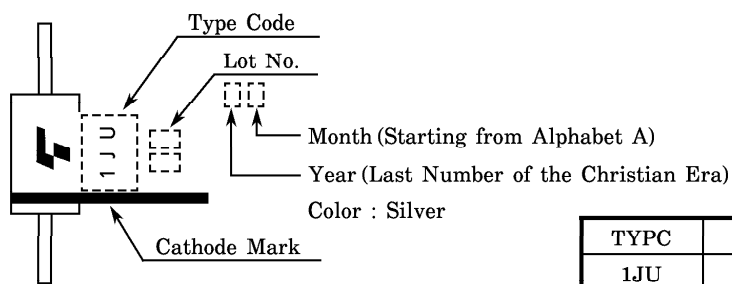 Type Code
Lot No.
1JU
Month (Starting from Alphabet A)
Year (Last Number of the Christian Era)
Color : Silver
Cathode Mark
TYPC
1JU